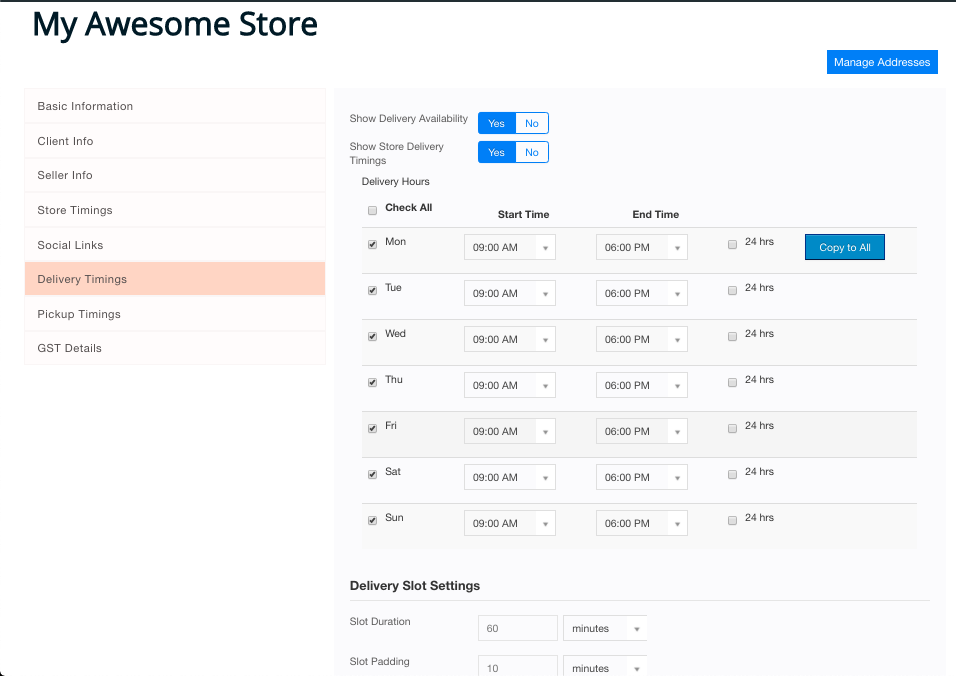 My Awesome Store
Manage Addresses
Basic Information
Client Info
Seller Info
Store Timings
Social Links
Delivery Timings
Pickup Timings
GST Details
Show Delivery Availability Yes No
Show Store Delivery
Timings Yes No
Delivery Hours
Check All Start Time End Time
Mon 09:00 AM 06:00 PM 24 hrs Copy to All
Tue 09:00 AM 06:00 PM 24 hrs
Wed 09:00 AM 06:00 PM 24 hrs
Thu 09:00 AM 06:00 PM 24 hrs
Fri 09:00 AM 06:00 PM 24 hrs
Sat 09:00 AM 06:00 PM 24 hrs
Sun 09:00 AM 06:00 PM 24 hrs
Delivery Slot Settings
Slot Duration 60 minutes
Slot Padding 10 minutes